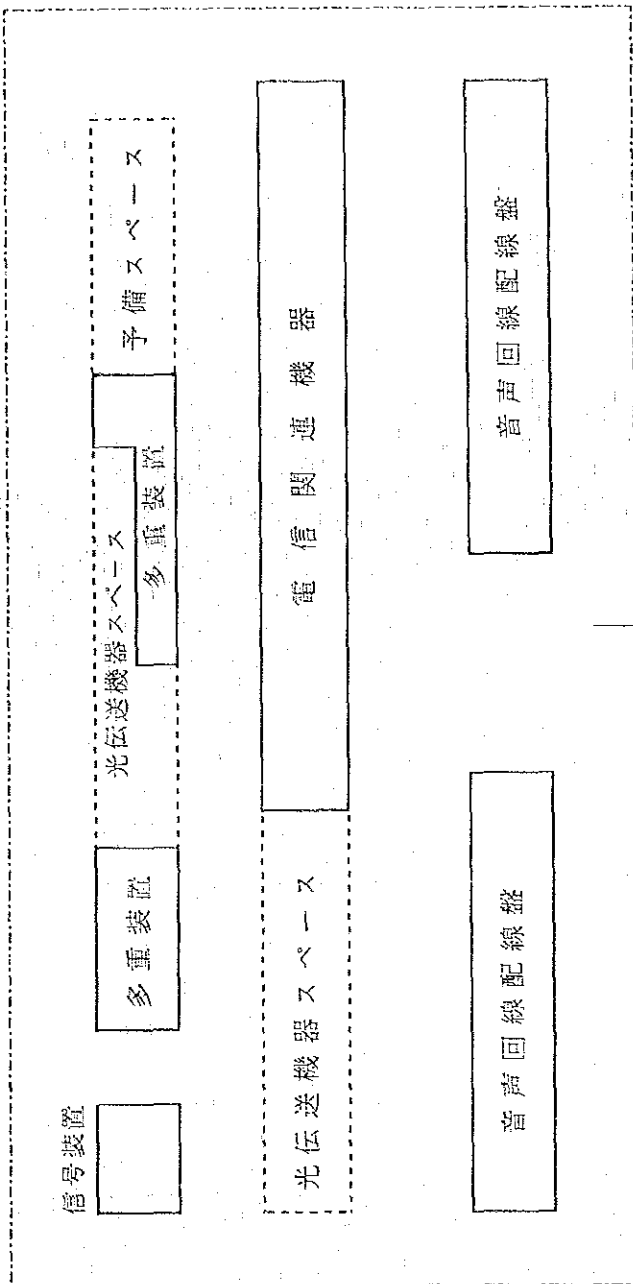 信号装置
多重装置
光伝送機器スペース
多重装置
予備スペース
光伝送機器スペース
電信関連機器
音声回線配線盤
音声回線配線盤